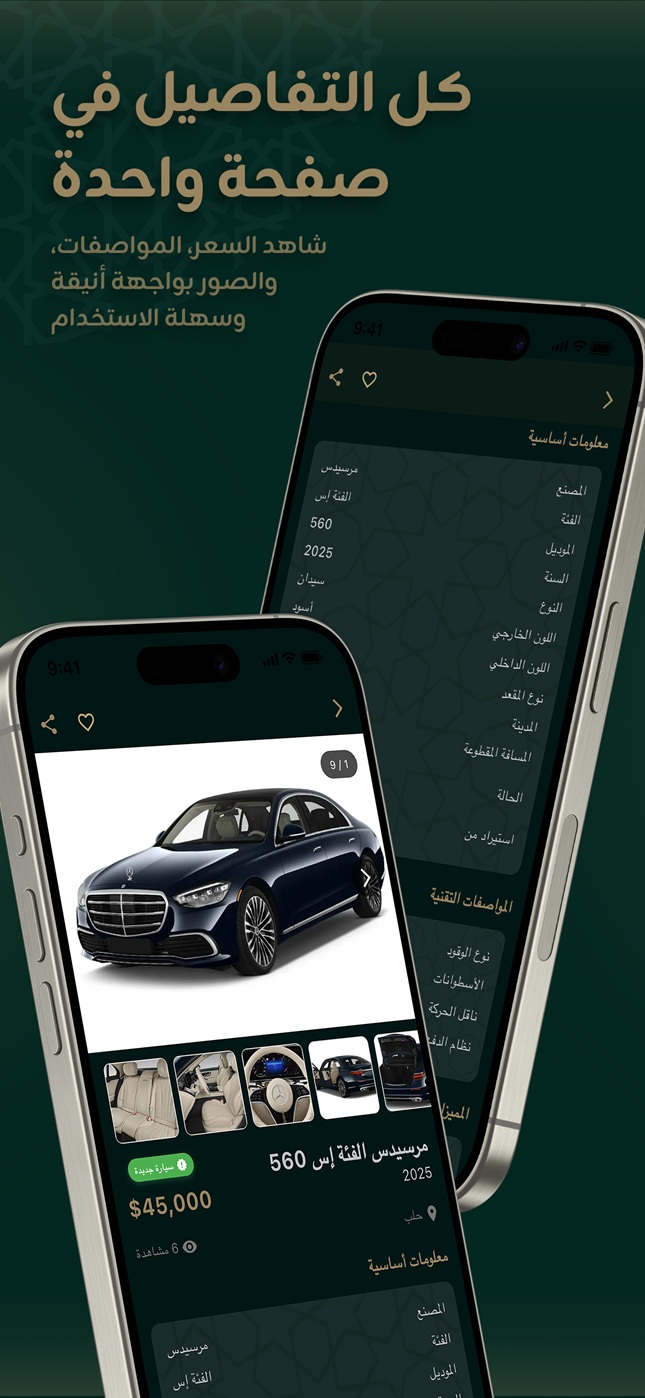 كل التفاصيل في
صفحة واحدة
شاهد السعر، المواصفات،
والصور بواجهة أنيقة
وسهلة الاستخدام
9:41
معلومات أساسية
المصنع مرسيدس
الفئة الفئة إس
الموديل 560
السنة 2025
النوع سيدان
اللون الخارجي أسود
اللون الداخلي
نوع المقعد
المدينة
المسافة المقطوعة
الحالة
استيراد من
المواصفات التقنية
نوع الوقود
الأسطوانات
ناقل الحركة
نظام الدفع
9:41
9/1
مرسيدس الفئة إس 560
سيارة جديدة
2025
$45,000
حلب
6 مشاهدة
معلومات أساسية
المصنع مرسيدس
الفئة الفئة إس
الموديل